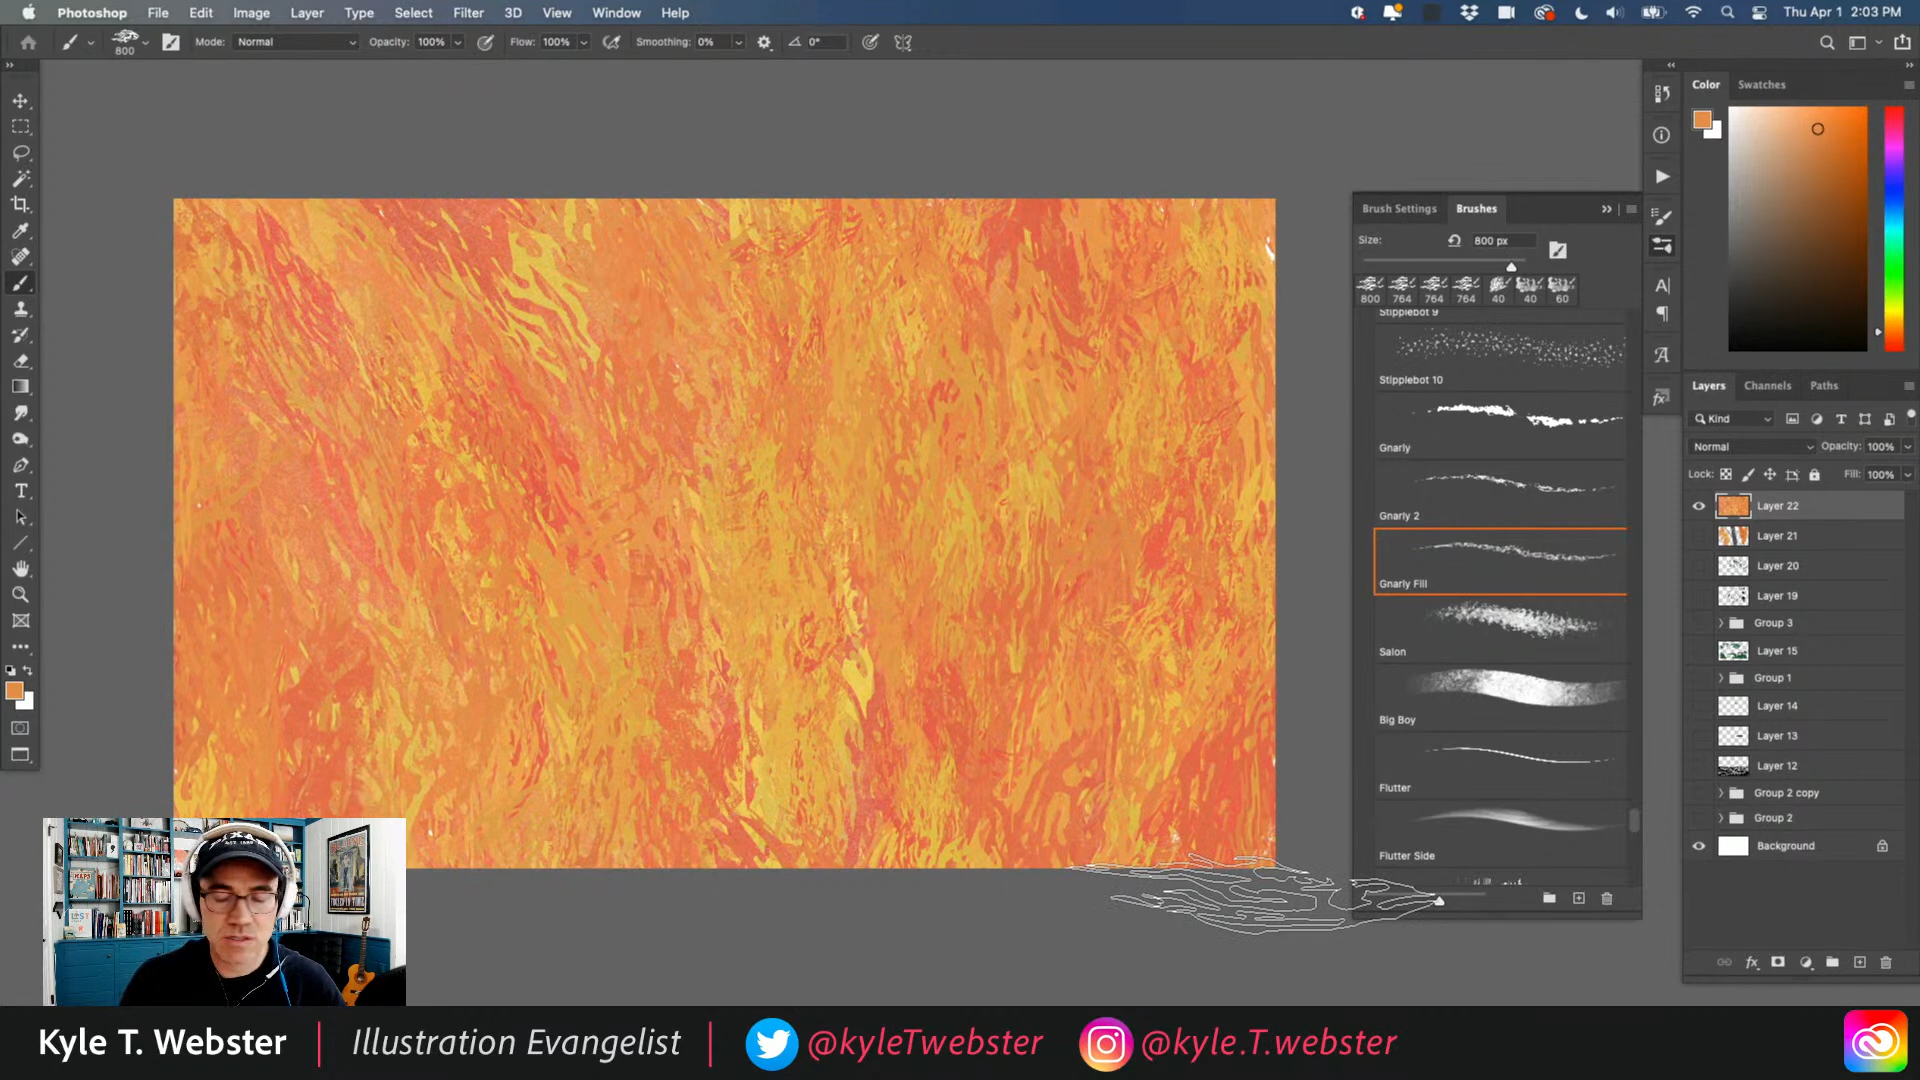 Photoshop File Edit Image Layer Type Select Filter 3D View Window Help Thu Apr 1 2:03 PM
800 Mode: Normal Opacity: 100% Flow: 100% Smoothing: 0% 0°
Color Swatches
Brush Settings Brushes
Size: 800 px
800 764 764 764 40 40 60
Stipplebot 9
Stipplebot 10
Gnarly
Gnarly 2
Gnarly Fill
Salon
Big Boy
Flutter
Flutter Side
Layers Channels Paths
Kind
Normal Opacity: 100%
Lock: Fill: 100%
Layer 22
Layer 21
Layer 20
Layer 19
Group 3
Layer 15
Group 1
Layer 14
Layer 13
Layer 12
Group 2 copy
Group 2
Background
Kyle T. Webster | Illustration Evangelist | @kyleTwebster @kyle.T.webster